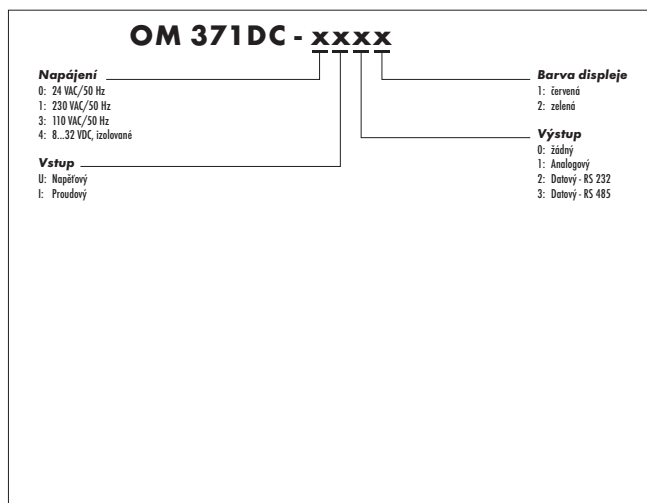 OM 371DC - xxxx
Napájení
0: 24 VAC/50 Hz
1: 230 VAC/50 Hz
3: 110 VAC/50 Hz
4: 8...32 VDC, izolované
Vstup
U: Napěťový
I: Proudový
Barva displeje
1: červená
2: zelená
Výstup
0: žádný
1: Analogový
2: Datový - RS 232
3: Datový - RS 485